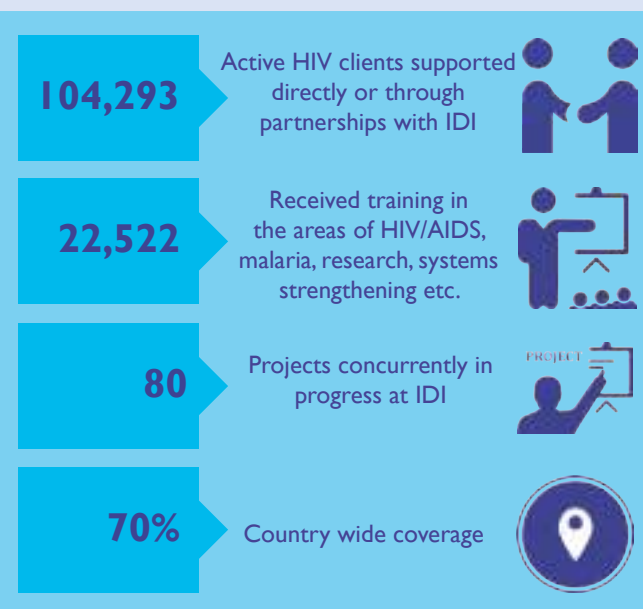 104,293
Active HIV clients supported
directly or through
partnerships with IDI
22,522
Received training in
the areas of HIV/AIDS,
malaria, research, systems
strengthening etc.
80
Projects concurrently in
progress at IDI
PROJECT
70%
Country wide coverage